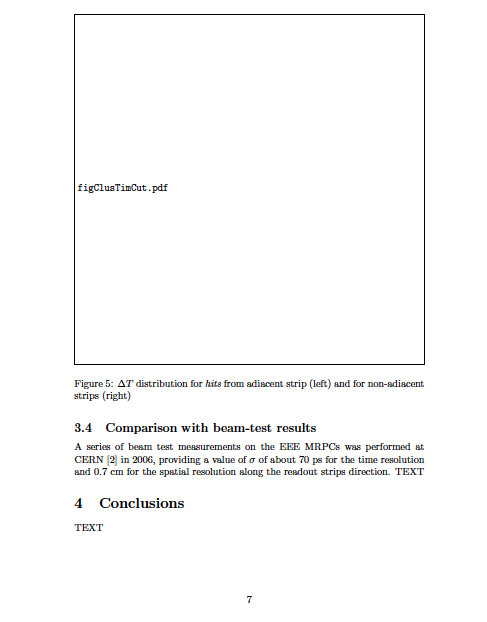 figClusTimCut.pdf
Figure 5: ΔT distribution for hits from adiacent strip (left) and for non-adiacent
strips (right)
3.4 Comparison with beam-test results
A series of beam test measurements on the EEE MRPCs was performed at
CERN [2] in 2006, providing a value of σ of about 70 ps for the time resolution
and 0.7 cm for the spatial resolution along the readout strips direction. TEXT
4 Conclusions
TEXT
7